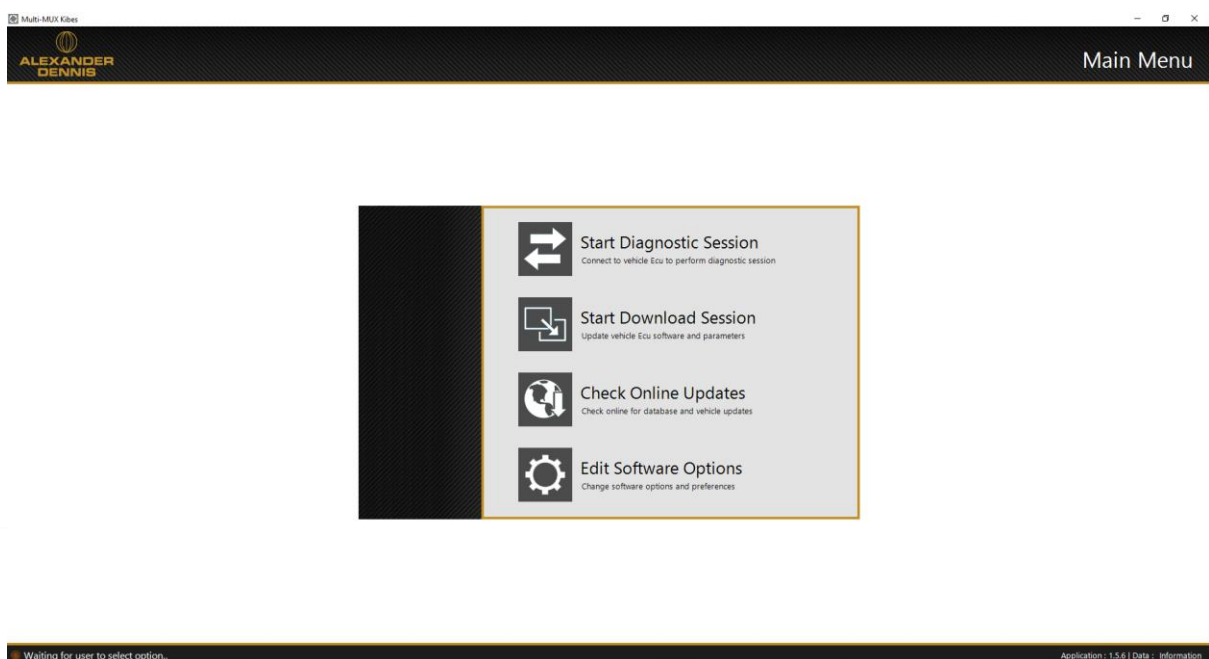 Multi-MUX Kibes
ALEXANDER
DENNIS
Main Menu
Start Diagnostic Session
Connect to vehicle Ecu to perform diagnostic session
Start Download Session
Update vehicle Ecu software and parameters
Check Online Updates
Check online for database and vehicle updates
Edit Software Options
Change software options and preferences
Waiting for user to select option..
Application : 1.5.6 | Data : Information